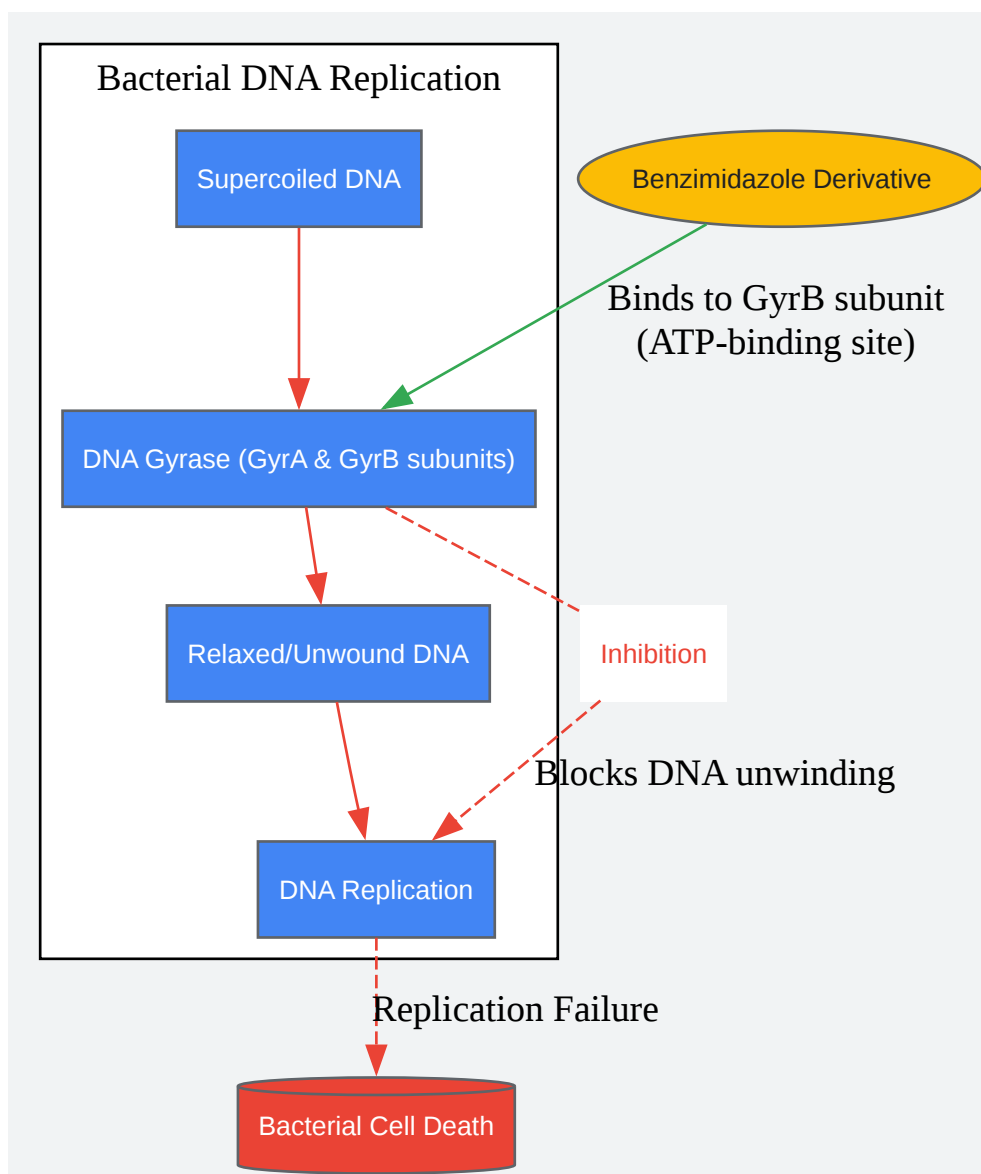 Bacterial DNA Replication
Supercoiled DNA
Benzimidazole Derivative
Binds to GyrB subunit
(ATP-binding site)
DNA Gyrase (GyrA & GyrB subunits)
Relaxed/Unwound DNA
Inhibition
Blocks DNA unwinding
DNA Replication
Replication Failure
Bacterial Cell Death